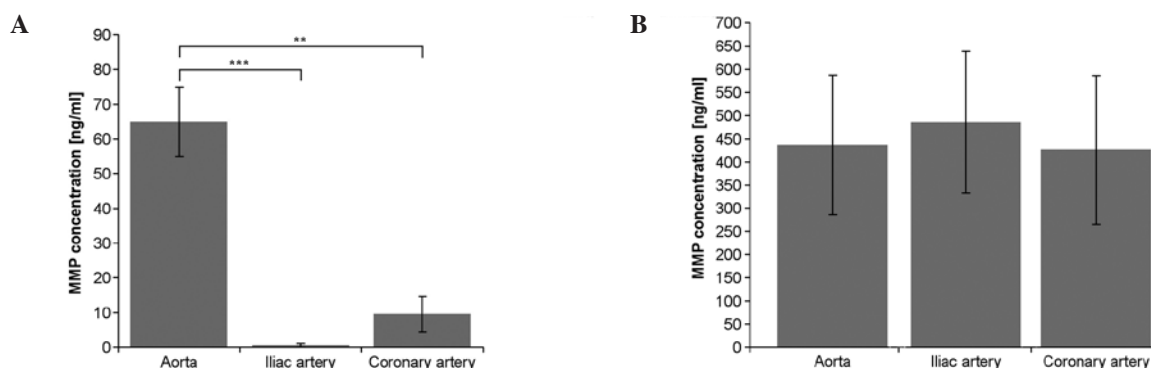 A
MMP concentration [ng/ml]
90
80
70
60
50
40
30
20
10
0
**
***
Aorta
Iliac artery
Coronary artery
B
MMP concentration [ng/ml]
700
650
600
550
500
450
400
350
300
250
200
150
100
50
0
Aorta
Iliac artery
Coronary artery